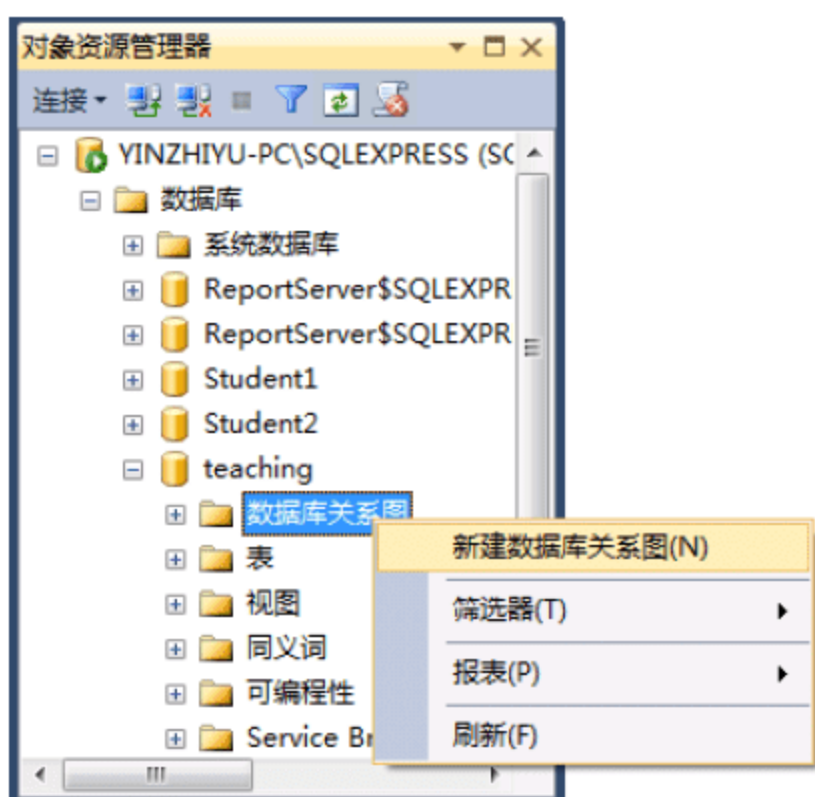 对象资源管理器
连接
YINZHIYU-PC\SQLEXPRESS (SC
数据库
系统数据库
ReportServer$SQLEXPR
ReportServer$SQLEXPR
Student1
Student2
teaching
数据库关系图
新建数据库关系图(N)
表
视图
筛选器(T)
同义词
报表(P)
可编程性
Service Br
刷新(F)